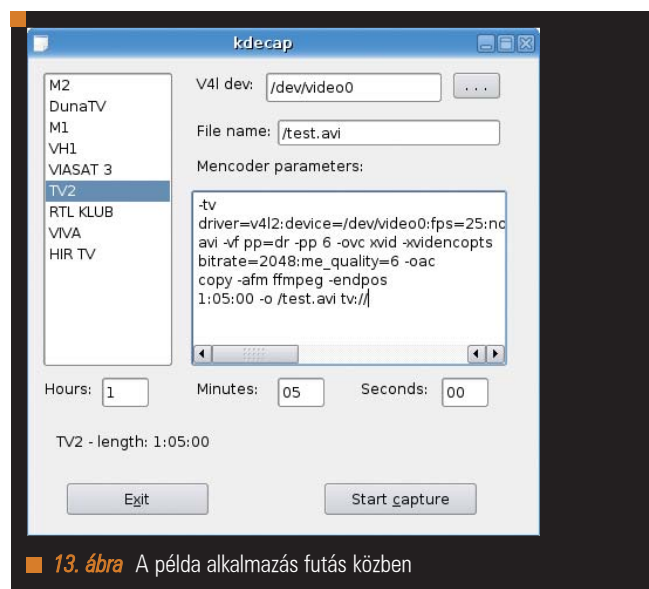 kdecap
M2
DunaTV
M1
VH1
VIASAT 3
TV2
RTL KLUB
VIVA
HIR TV
V4l dev: /dev/video0 ...
File name: /test.avi
Mencoder parameters:
-tv
driver=v4l2:device=/dev/video0:fps=25:no
avi -vf pp=dr -pp 6 -ovc xvid -xvidencopts
bitrate=2048:me_quality=6 -oac
copy -afm ffmpeg -endpos
1:05:00 -o /test.avi tv://
Hours: 1 Minutes: 05 Seconds: 00
TV2 - length: 1:05:00
Exit Start capture
13. ábra A példa alkalmazás futás közben